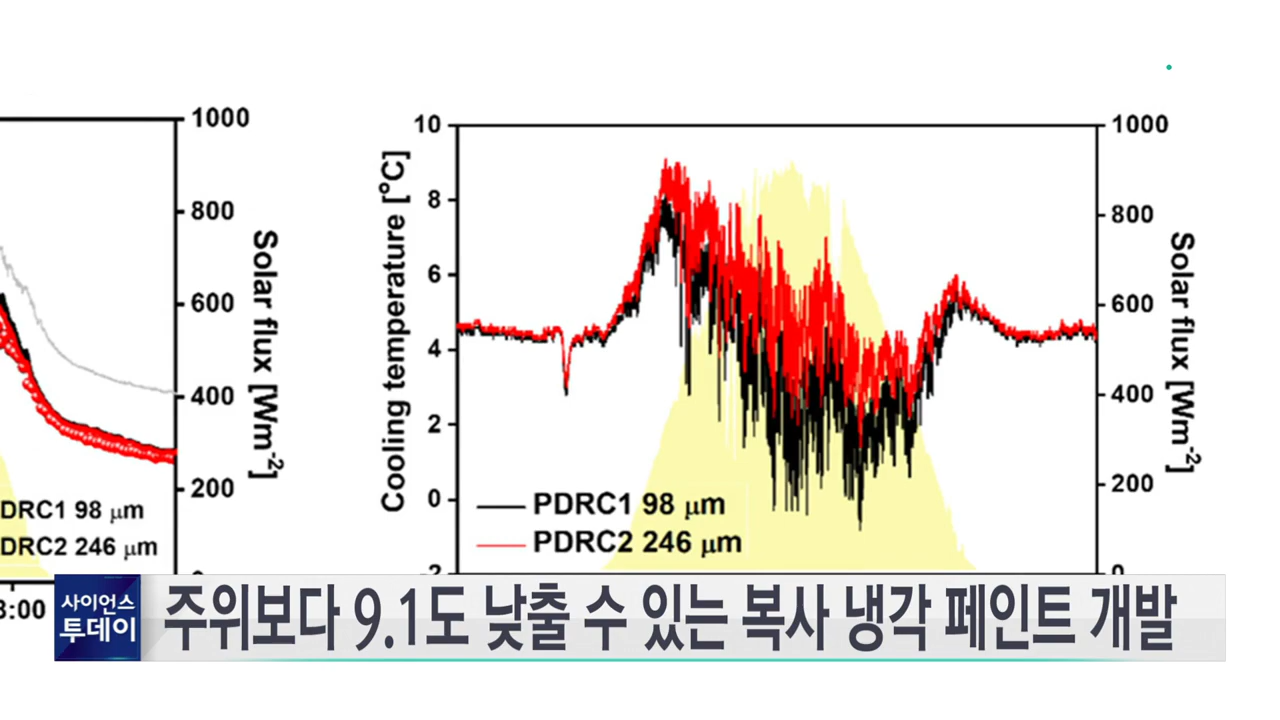 1000
800
600
400
200
Solar flux [Wm-2]
DRC1 98 μm
DRC2 246 μm
10
8
6
4
2
0
-2
Cooling temperature [°C]
PDRC1 98 μm
PDRC2 246 μm
1000
800
600
400
200
0
Solar flux [Wm-2]
:00
사이언스
투데이
주위보다 9.1도 낮출 수 있는 복사 냉각 페인트 개발